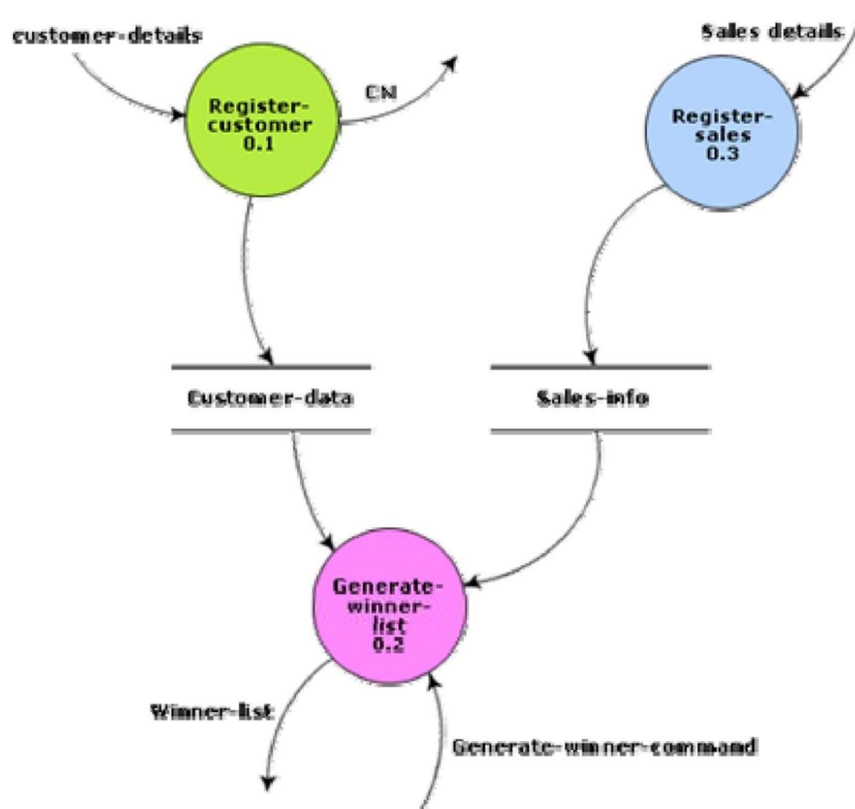 customer-details
Sales details
CN
Register-
customer
0.1
Register-
sales
0.3
Customer-data
Sales-info
Generate-
winner-
list
0.2
Winner-list
Generate-winner-command